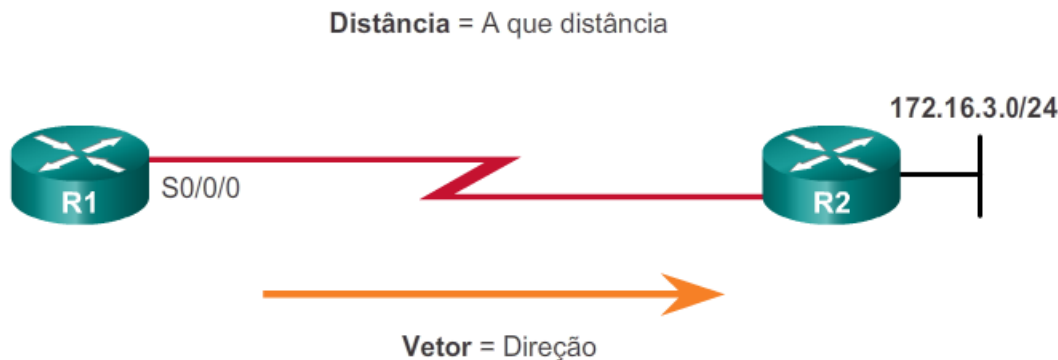 Distância = A que distância
172.16.3.0/24
R1
S0/0/0
R2
Vetor = Direção